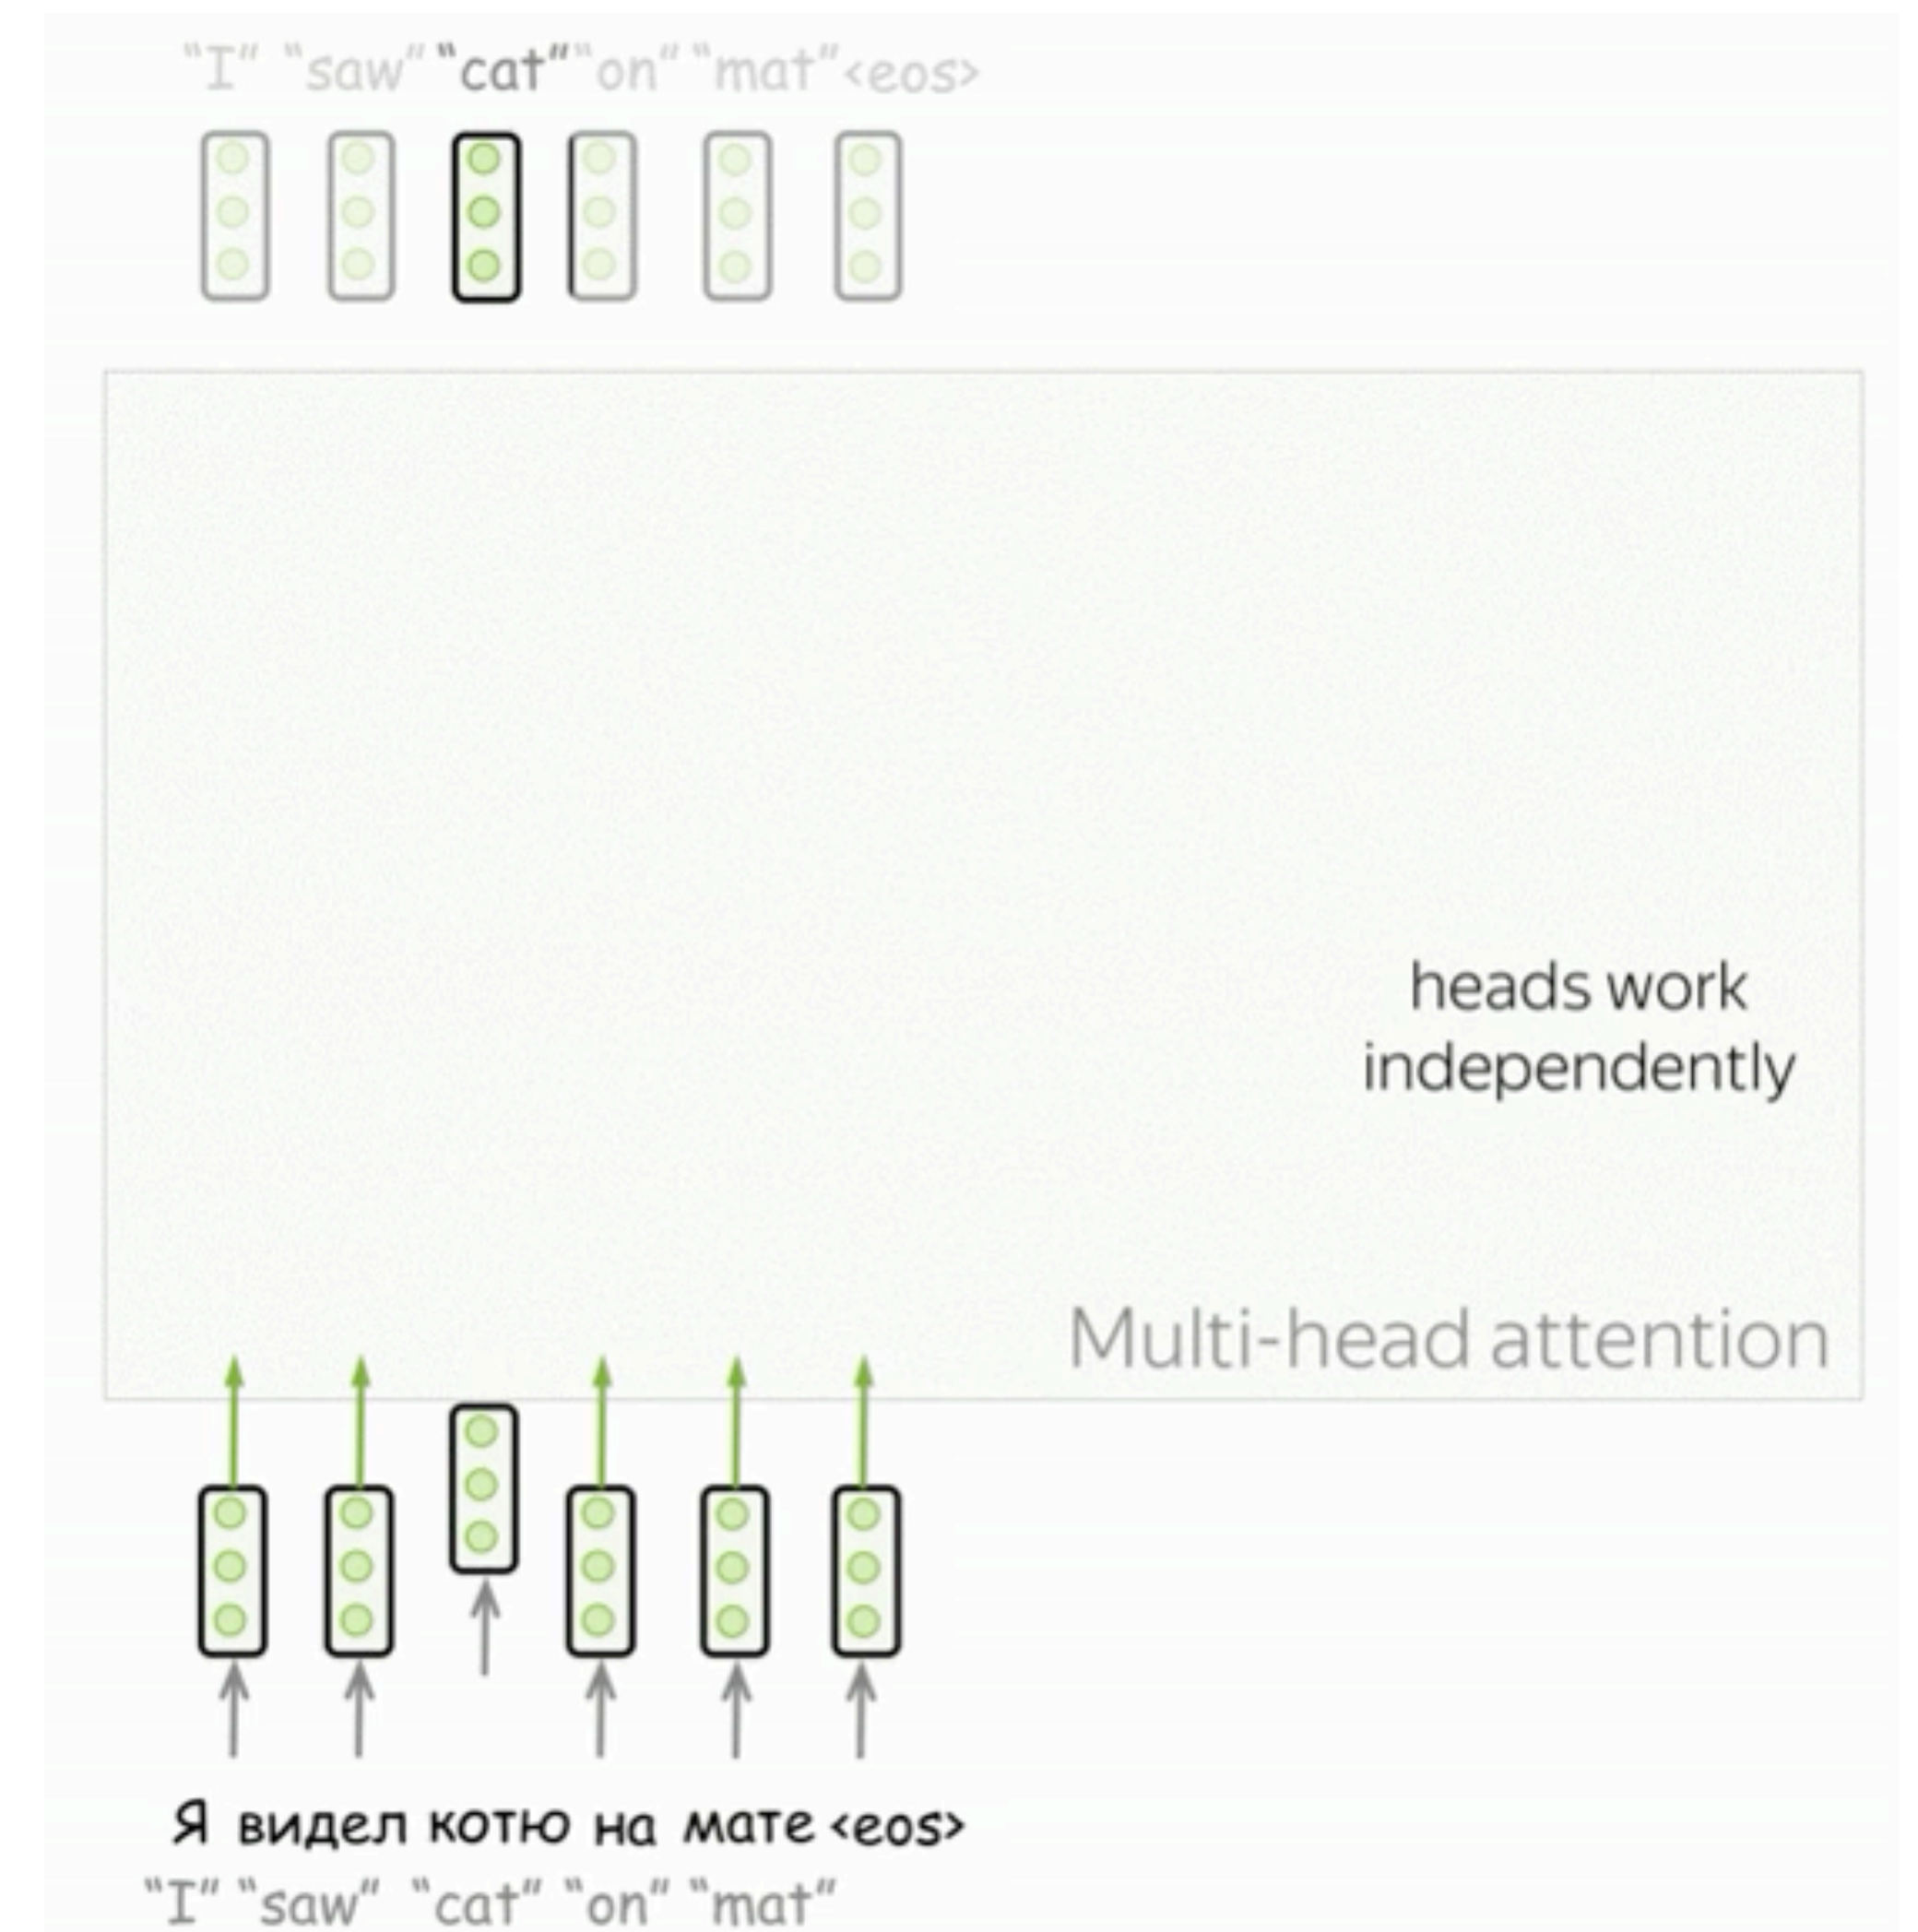 “I” “saw” “cat” “on” “mat” <eos>
heads work
independently
Multi-head attention
Я видел котю на мате <eos>
“I” “saw” “cat” “on” “mat”